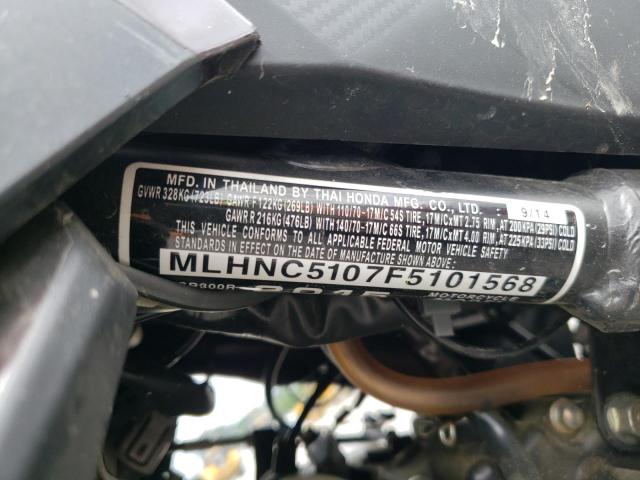 MFD. IN THAILAND BY THAI HONDA MFG. CO., LTD. 9/14
GVWR 328KG (723LB) GAWR F 122KG (269LB) WITH 110/70 -17M/C 54S TIRE, 17M/C xMT 2.75 RIM, AT 200KPA (29PSI) COLD
GAWR R 216KG (476LB) WITH 140/70 -17M/C 66S TIRE, 17M/C xMT 4.00 RIM, AT 225KPA (33PSI) COLD
THIS VEHICLE CONFORMS TO ALL APPLICABLE FEDERAL MOTOR VEHICLE SAFETY
STANDARDS IN EFFECT ON THE DATE OF MANUFACTURE SHOWN ABOVE:
MLHNC5107F5101568
2015 MOTORCYCLE